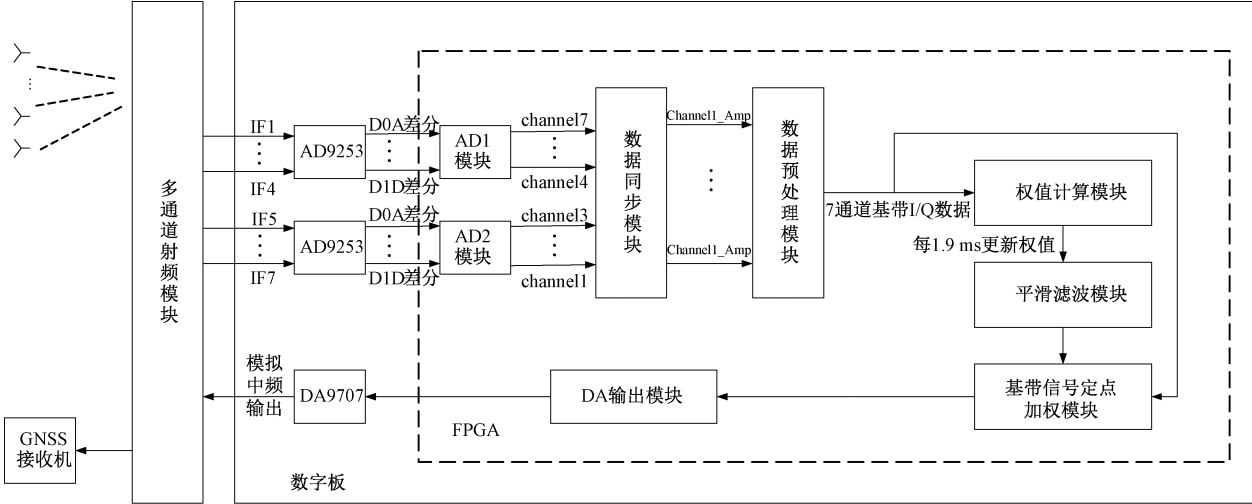 多通道射频模块
IF1
IF4
IF5
IF7
AD9253
AD9253
D0A差分
D1D差分
D0A差分
D1D差分
AD1
模块
AD2
模块
channel7
channel4
channel3
channel1
数据同步模块
Channel1_Amp
Channel1_Amp
数据预处理模块
7通道基带I/Q数据
权值计算模块
每1.9 ms更新权值
平滑滤波模块
基带信号定点
加权模块
DA输出模块
DA9707
模拟
中频
输出
FPGA
数字板
GNSS
接收机